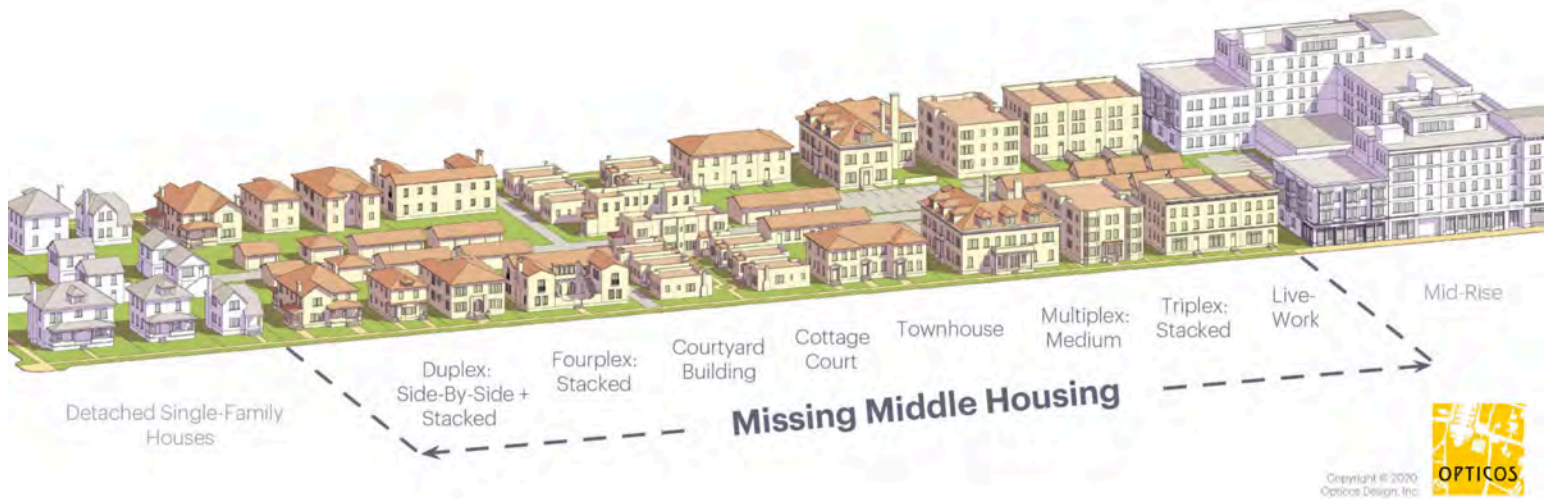 Detached Single-Family
Houses
Duplex:
Side-By-Side +
Stacked
Fourplex:
Stacked
Courtyard
Building
Cottage
Court
Townhouse
Multiplex:
Medium
Triplex:
Stacked
Live-
Work
Mid-Rise
Missing Middle Housing
Copyright © 2020
Opticos Design, Inc.
OPTICOS